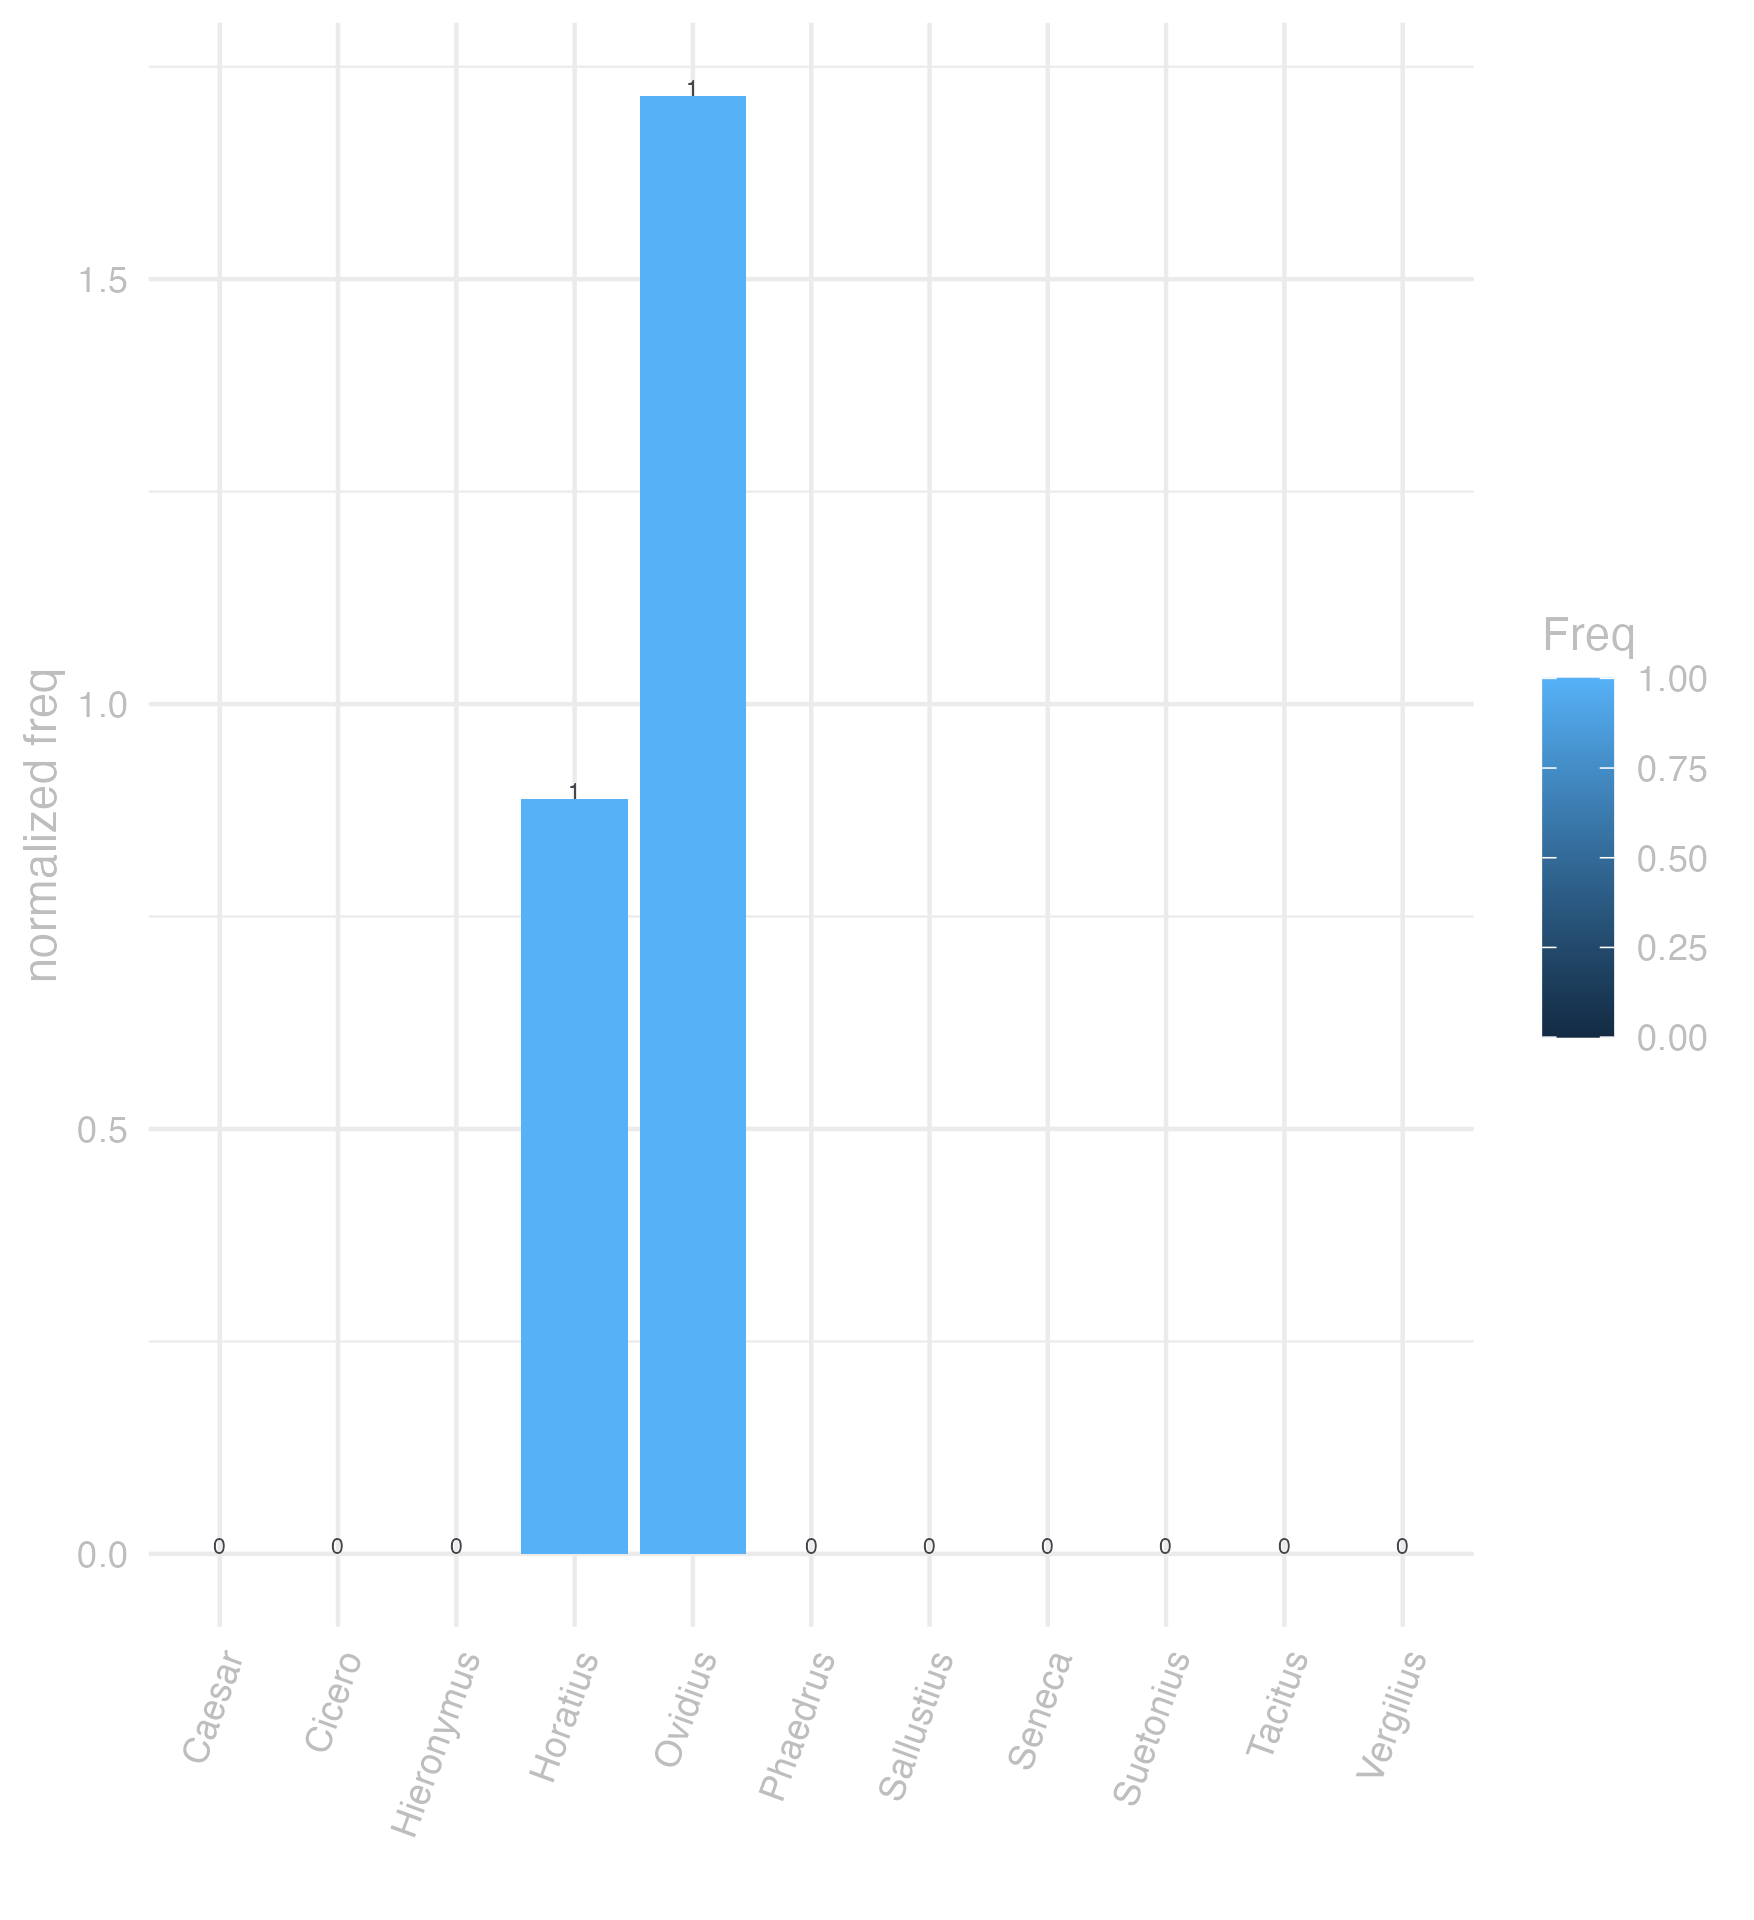 1
1.5
Freq
1.00
normalized freq
1.0
0.75
1
0.50
0.25
0.00
0.5
0.0
0 0 0 0 0 0 0 0 0
Caesar Cicero Hieronymus Horatius Ovidius Phaedrus Sallustius Seneca Suetonius Tacitus Vergilius